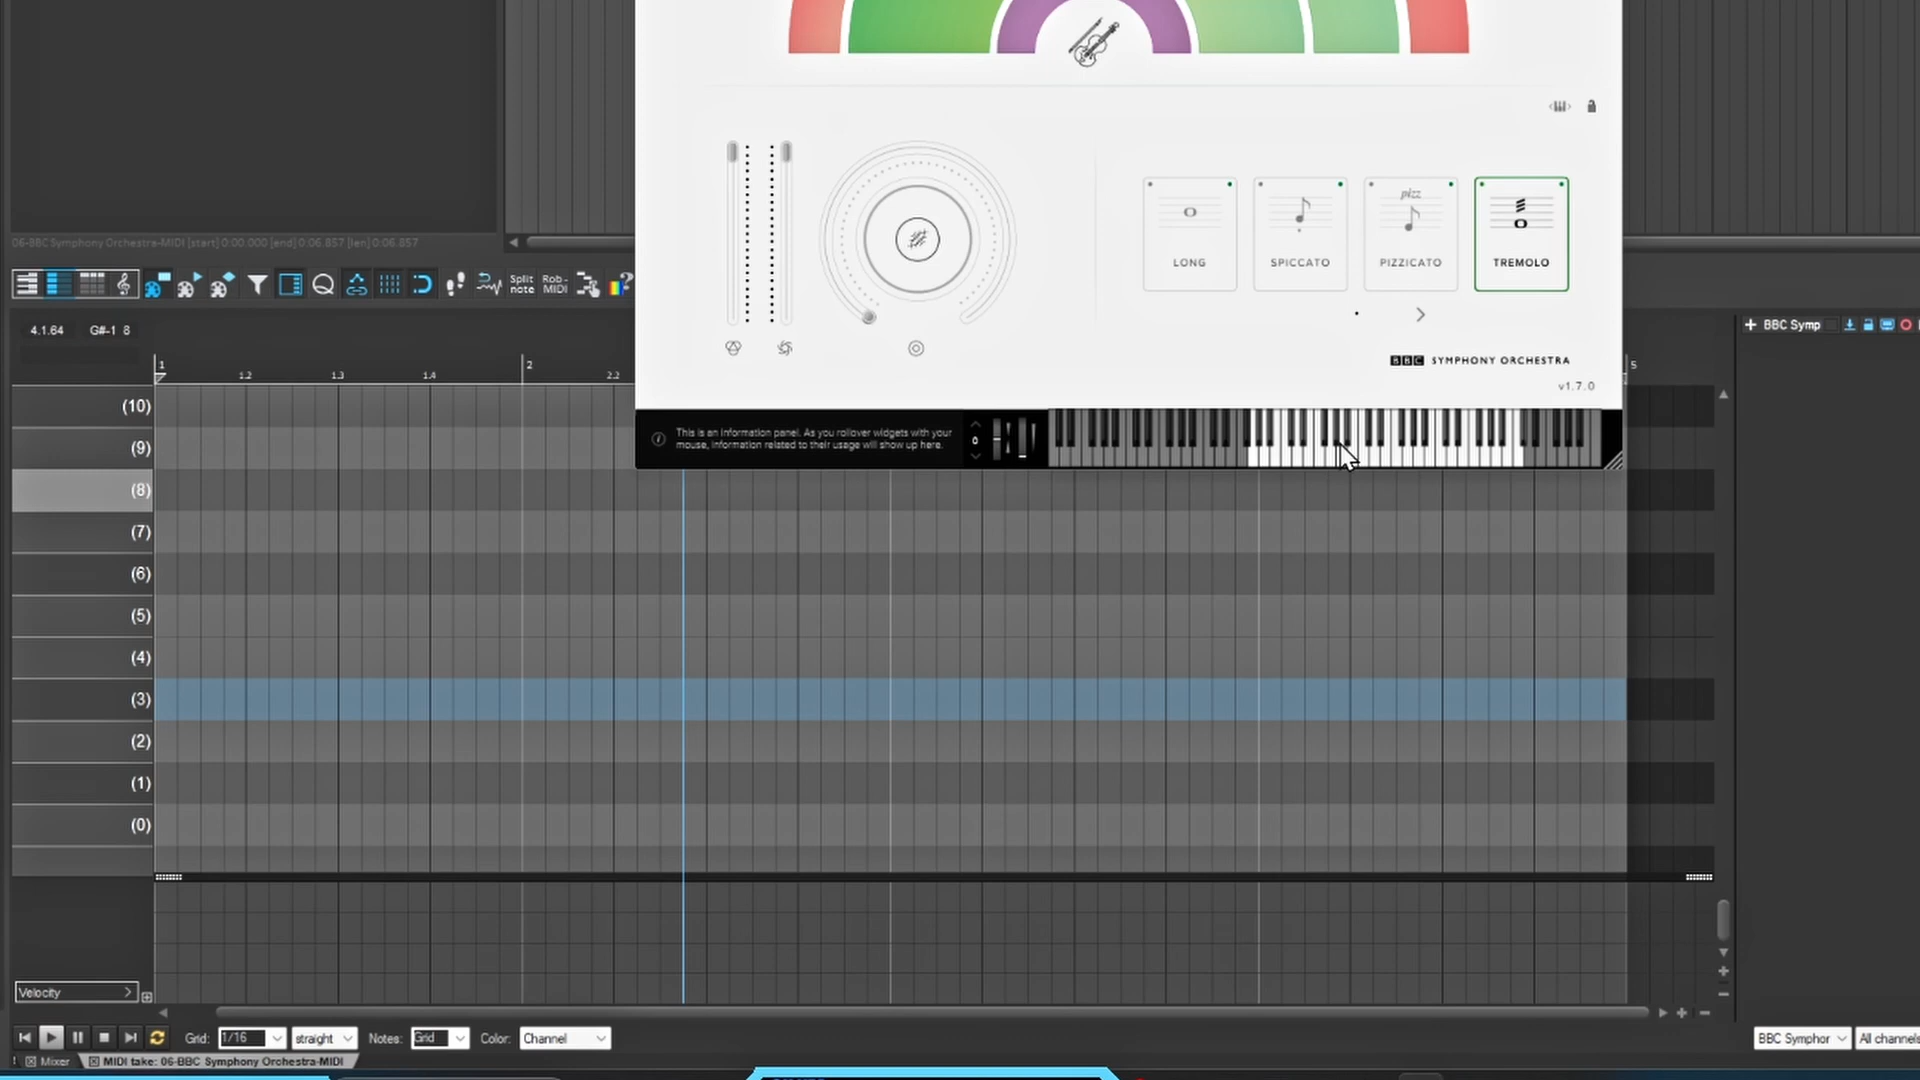 06-BBC Symphony Orchestra-MIDI [start] 0:00.000 [end] 0:06.857 [len] 0:06.857
Split note
Rob-MIDI
4.1.64 G#-1 8
1
1.2
1.3
1.4
2
2.2
5
(10)
(9)
(8)
(7)
(6)
(5)
(4)
(3)
(2)
(1)
(0)
pizz
LONG
SPICCATO
PIZZICATO
TREMOLO
BBC SYMPHONY ORCHESTRA
v1.7.0
This is an information panel. As you rollover widgets with your
mouse, information related to their usage will show up here.
0
BBC Symp
Velocity
Grid: 1/16 straight Notes: Grid Color: Channel
BBC Symphor All channels
Mixer
MIDI take: 06-BBC Symphony Orchestra-MIDI